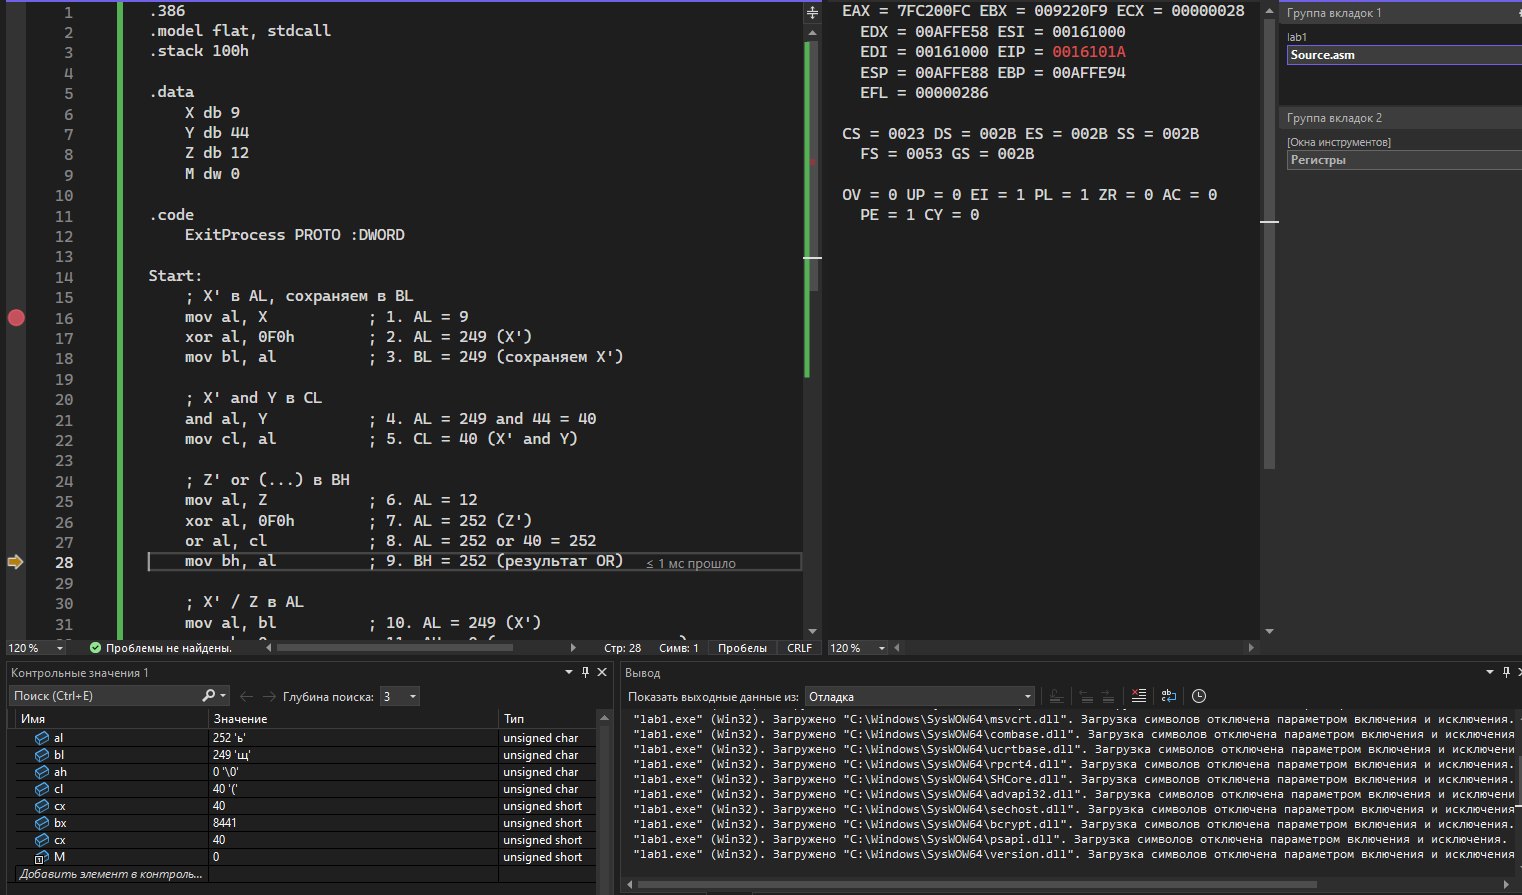 1 .386
2 .model flat, stdcall
3 .stack 100h
4
5 .data
6 X db 9
7 Y db 44
8 Z db 12
9 M dw 0
10
11 .code
12 ExitProcess PROTO :DWORD
13
14 Start:
15 ; X' в AL, сохраняем в BL
16 mov al, X ; 1. AL = 9
17 xor al, 0F0h ; 2. AL = 249 (X')
18 mov bl, al ; 3. BL = 249 (сохраняем X')
19
20 ; X' and Y в CL
21 and al, Y ; 4. AL = 249 and 44 = 40
22 mov cl, al ; 5. CL = 40 (X' and Y)
23
24 ; Z' or (...) в BH
25 mov al, Z ; 6. AL = 12
26 xor al, 0F0h ; 7. AL = 252 (Z')
27 or al, cl ; 8. AL = 252 or 40 = 252
28 mov bh, al ; 9. BH = 252 (результат OR) ≤ 1 мс прошло
29
30 ; X' / Z в AL
31 mov al, bl ; 10. AL = 249 (X')
120 % Проблемы не найдены. Стр: 28 Симв: 1 Пробелы CRLF
EAX = 7FC200FC EBX = 009220F9 ECX = 00000028
EDX = 00AFFE58 ESI = 00161000
EDI = 00161000 EIP = 0016101A
ESP = 00AFFE88 EBP = 00AFFE94
EFL = 00000286
CS = 0023 DS = 002B ES = 002B SS = 002B
FS = 0053 GS = 002B
OV = 0 UP = 0 EI = 1 PL = 1 ZR = 0 AC = 0
PE = 1 CY = 0
120 %
Группа вкладок 1
lab1
Source.asm
Группа вкладок 2
[Окна инструментов]
Регистры
Контрольные значения 1
Поиск (Ctrl+E) Глубина поиска: 3
Имя Значение Тип
al 252 'ь' unsigned char
bl 249 'щ' unsigned char
ah 0 '\0' unsigned char
cl 40 '(' unsigned char
cx 40 unsigned short
bx 8441 unsigned short
cx 40 unsigned short
M 0 unsigned short
Добавить элемент в контроль...
Вывод
Показать выходные данные из: Отладка
"lab1.exe" (Win32). Загружено "C:\Windows\SysWOW64\msvcrt.dll". Загрузка символов отключена параметром включения и исключения.
"lab1.exe" (Win32). Загружено "C:\Windows\SysWOW64\combase.dll". Загрузка символов отключена параметром включения и исключения
"lab1.exe" (Win32). Загружено "C:\Windows\SysWOW64\ucrtbase.dll". Загрузка символов отключена параметром включения и исключени
"lab1.exe" (Win32). Загружено "C:\Windows\SysWOW64\rpcrt4.dll". Загрузка символов отключена параметром включения и исключения.
"lab1.exe" (Win32). Загружено "C:\Windows\SysWOW64\SHCore.dll". Загрузка символов отключена параметром включения и исключения.
"lab1.exe" (Win32). Загружено "C:\Windows\SysWOW64\advapi32.dll". Загрузка символов отключена параметром включения и исключени
"lab1.exe" (Win32). Загружено "C:\Windows\SysWOW64\sechost.dll". Загрузка символов отключена параметром включения и исключения
"lab1.exe" (Win32). Загружено "C:\Windows\SysWOW64\bcrypt.dll". Загрузка символов отключена параметром включения и исключения.
"lab1.exe" (Win32). Загружено "C:\Windows\SysWOW64\psapi.dll". Загрузка символов отключена параметром включения и исключения.
"lab1.exe" (Win32). Загружено "C:\Windows\SysWOW64\version.dll". Загрузка символов отключена параметром включения и исключения